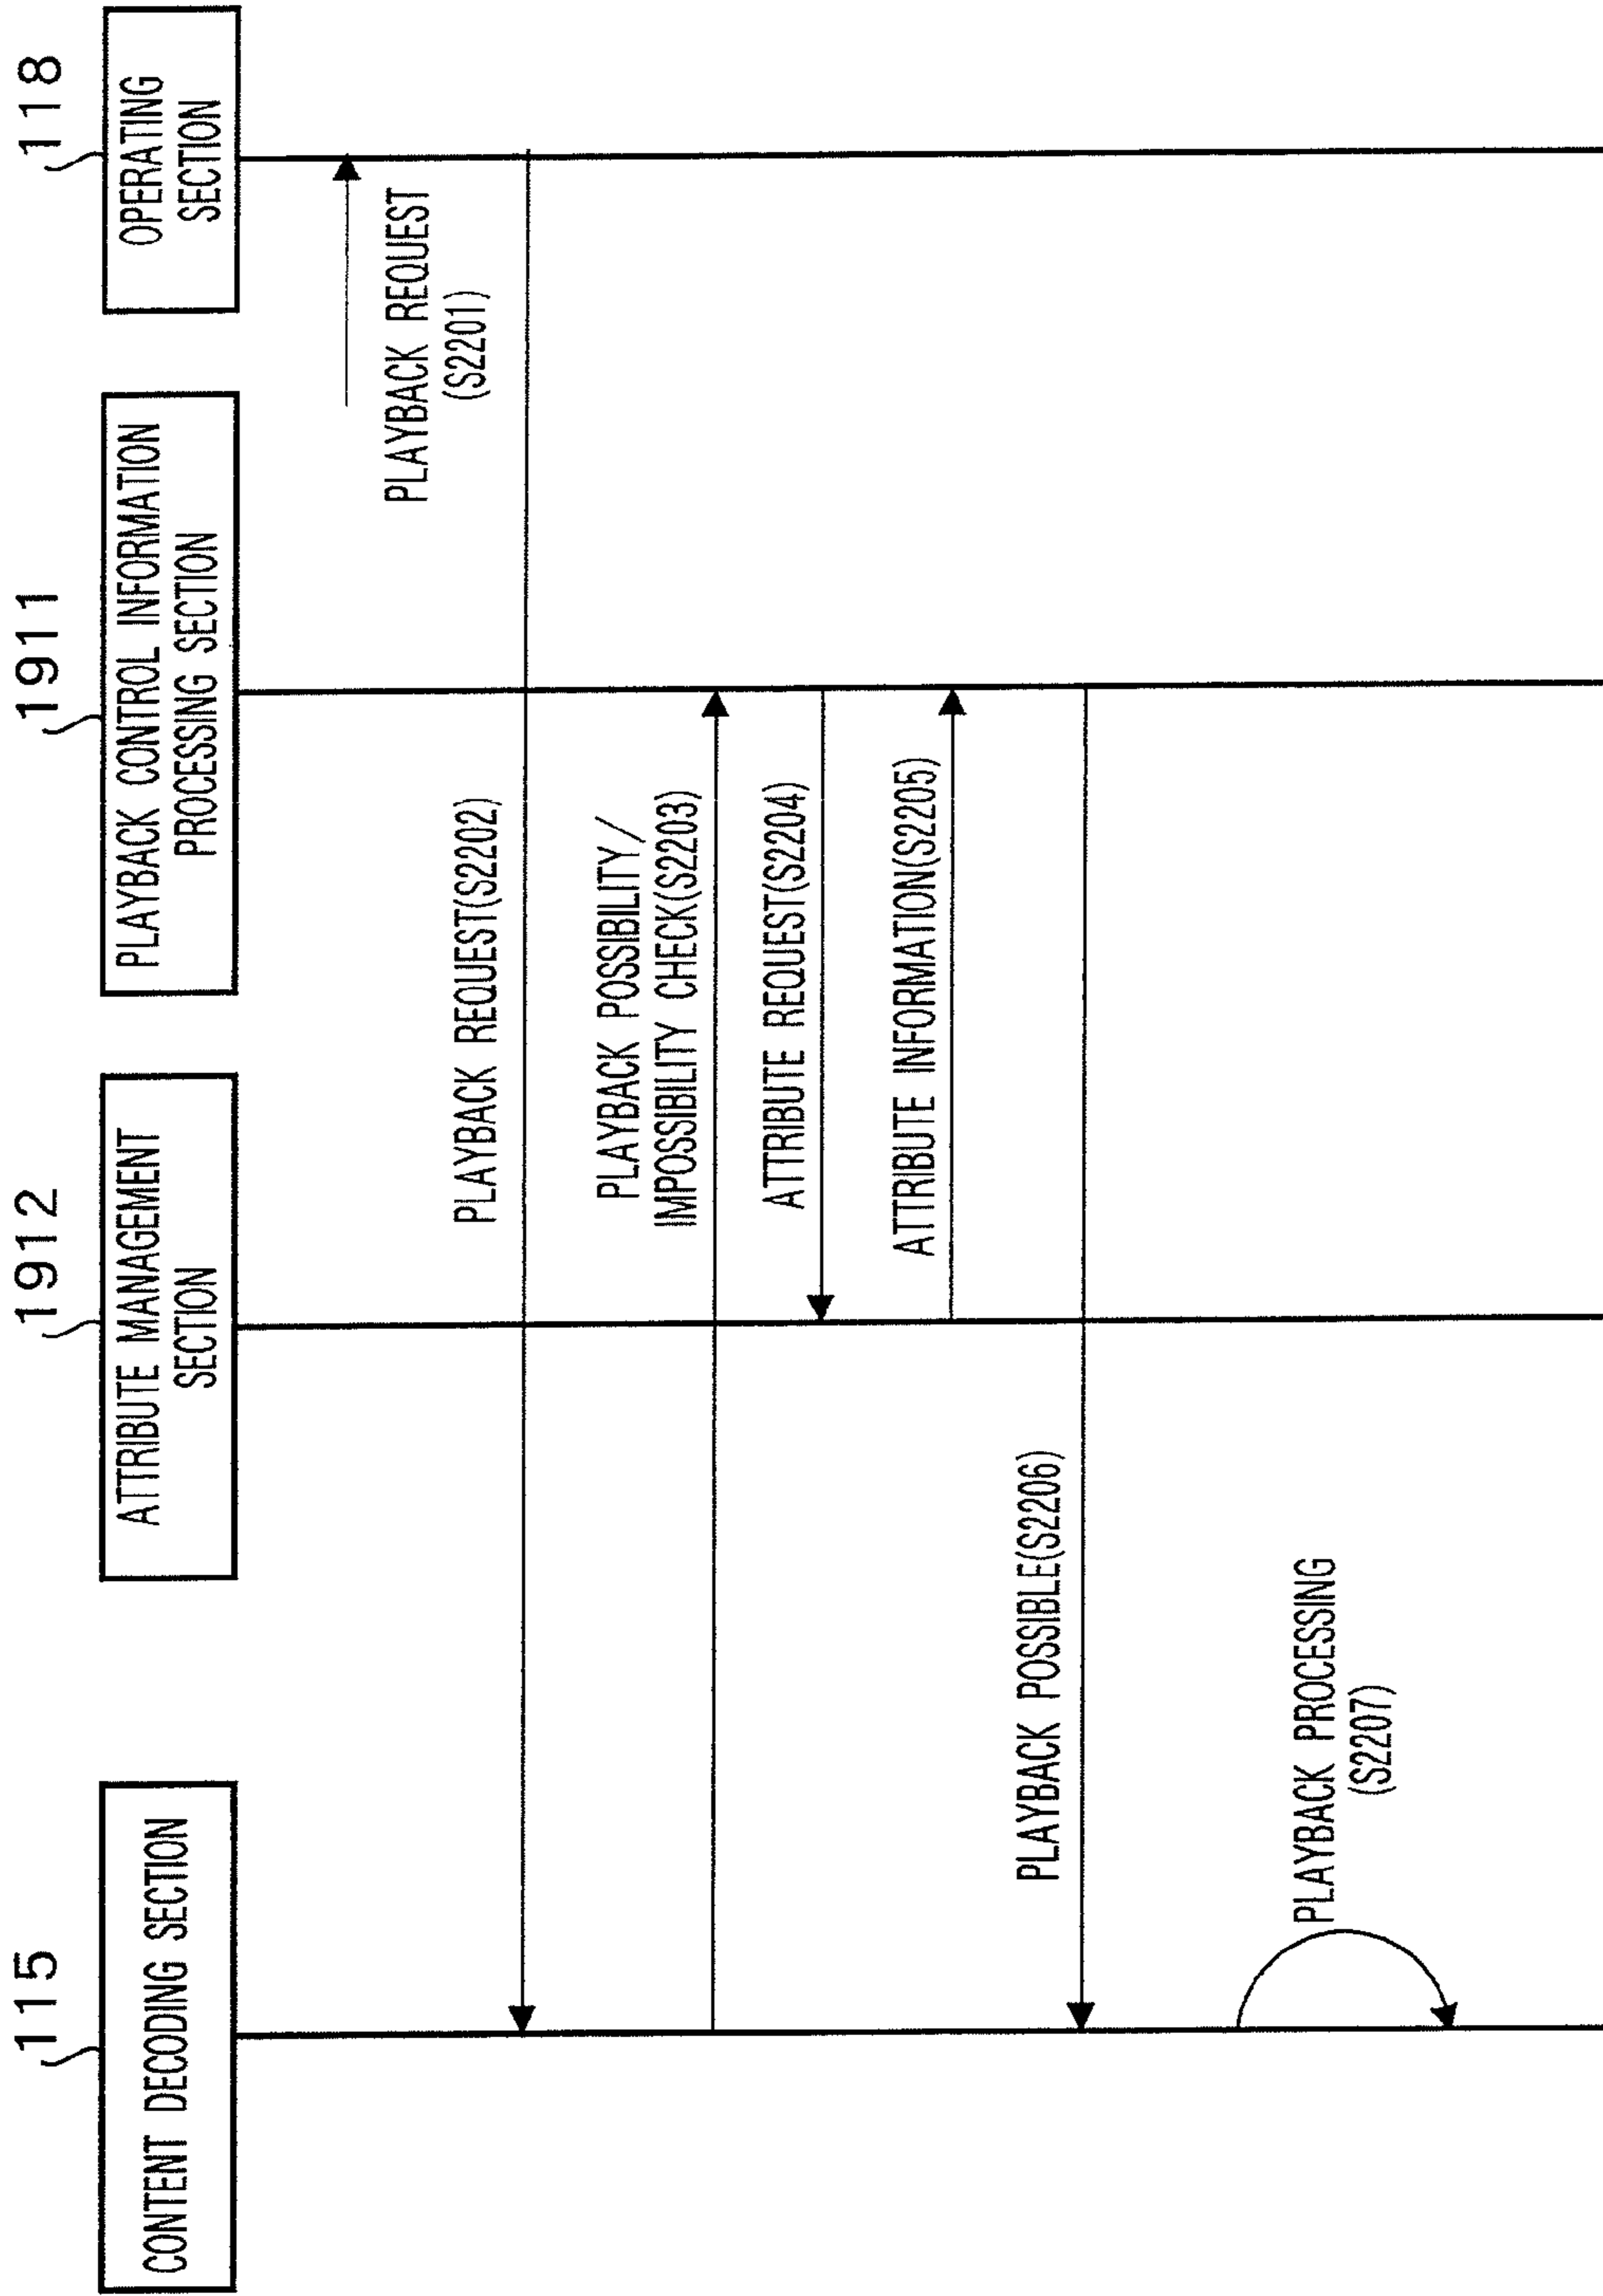 115
CONTENT DECODING SECTION
1912
ATTRIBUTE MANAGEMENT
SECTION
1911
PLAYBACK CONTROL INFORMATION
PROCESSING SECTION
118
OPERATING
SECTION
PLAYBACK REQUEST
(S2201)
PLAYBACK REQUEST(S2202)
PLAYBACK POSSIBILITY/
IMPOSSIBILITY CHECK(S2203)
ATTRIBUTE REQUEST(S2204)
ATTRIBUTE INFORMATION(S2205)
PLAYBACK POSSIBLE(S2206)
PLAYBACK PROCESSING
(S2207)